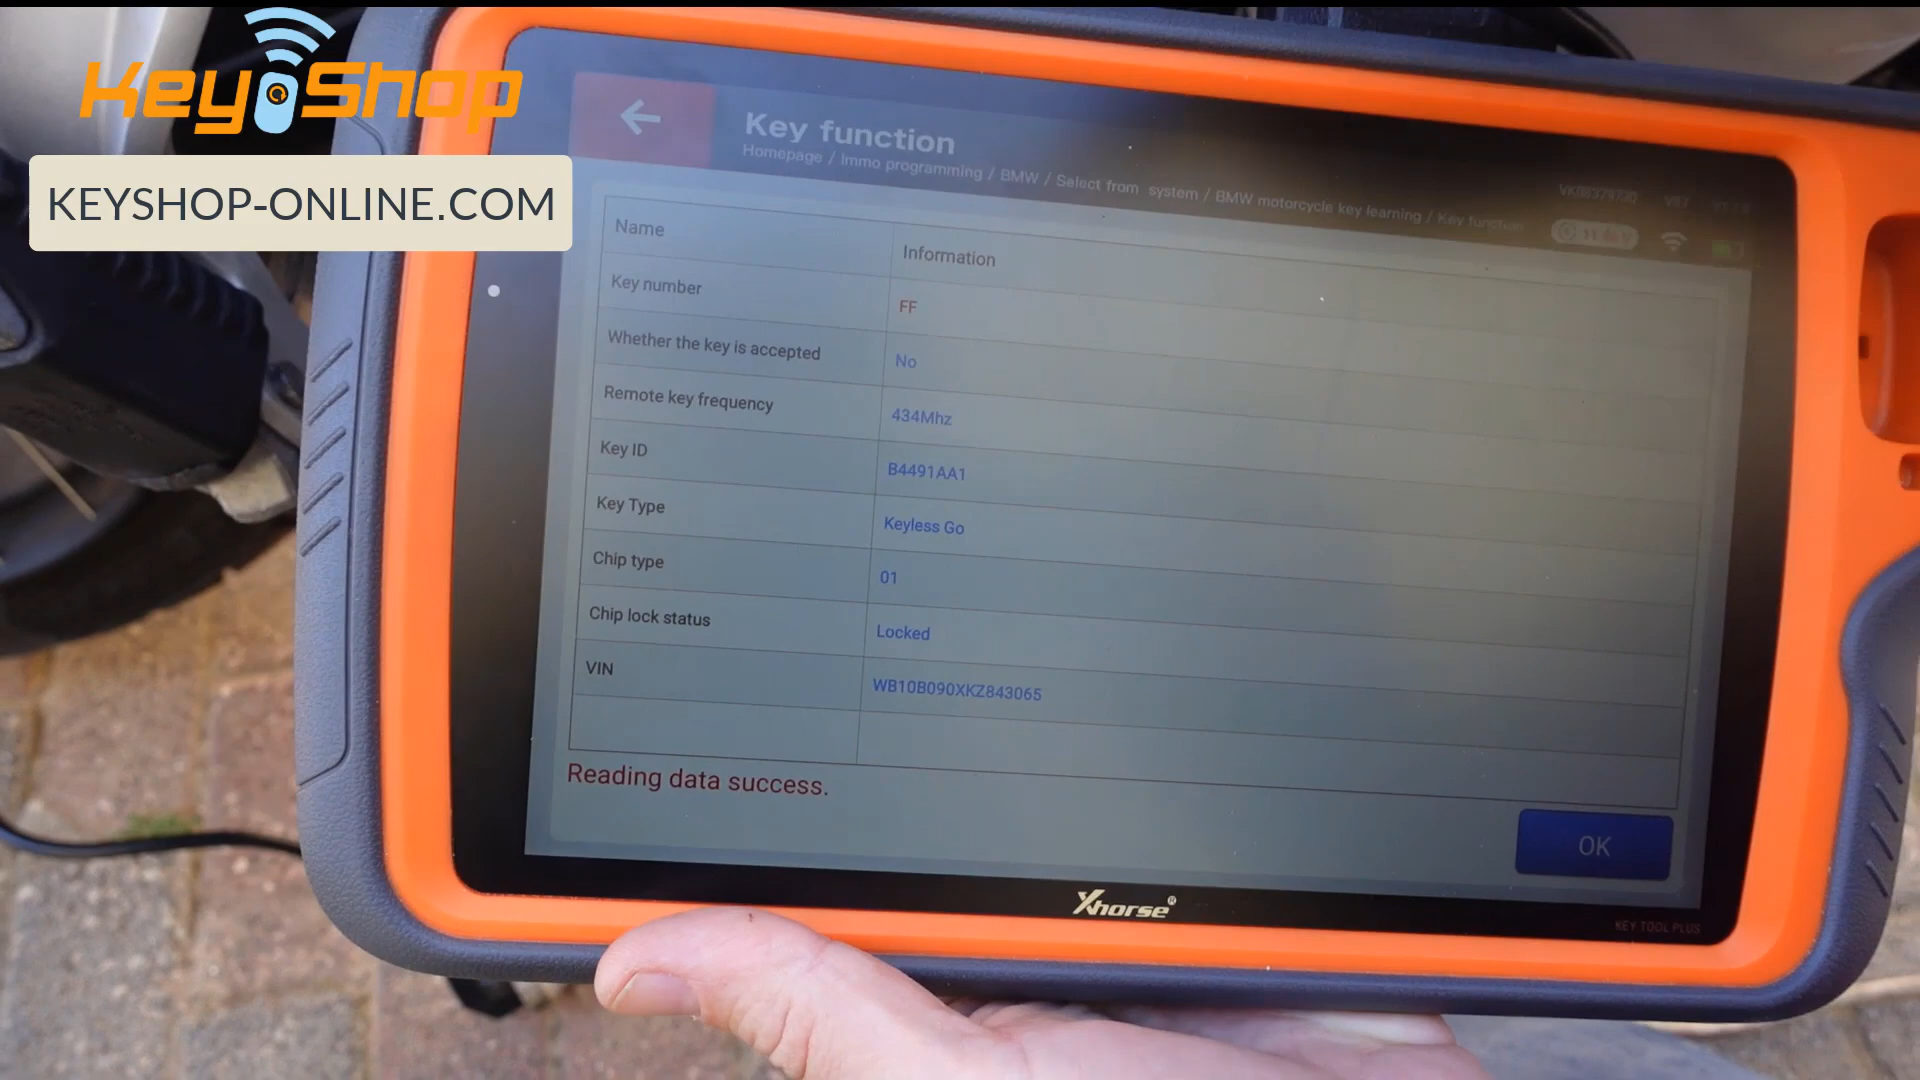 Key Shop
KEYSHOP-ONLINE.COM
Key function
Homepage / Immo programming / BMW / Select from system / BMW motorcycle key learning / Key function
Name Information
Key number FF
Whether the key is accepted No
Remote key frequency 434Mhz
Key ID B4491AA1
Key Type Keyless Go
Chip type 01
Chip lock status Locked
VIN WB10B090XKZ843065
Reading data success.
OK
Xhorse®
KEY TOOL PLUS